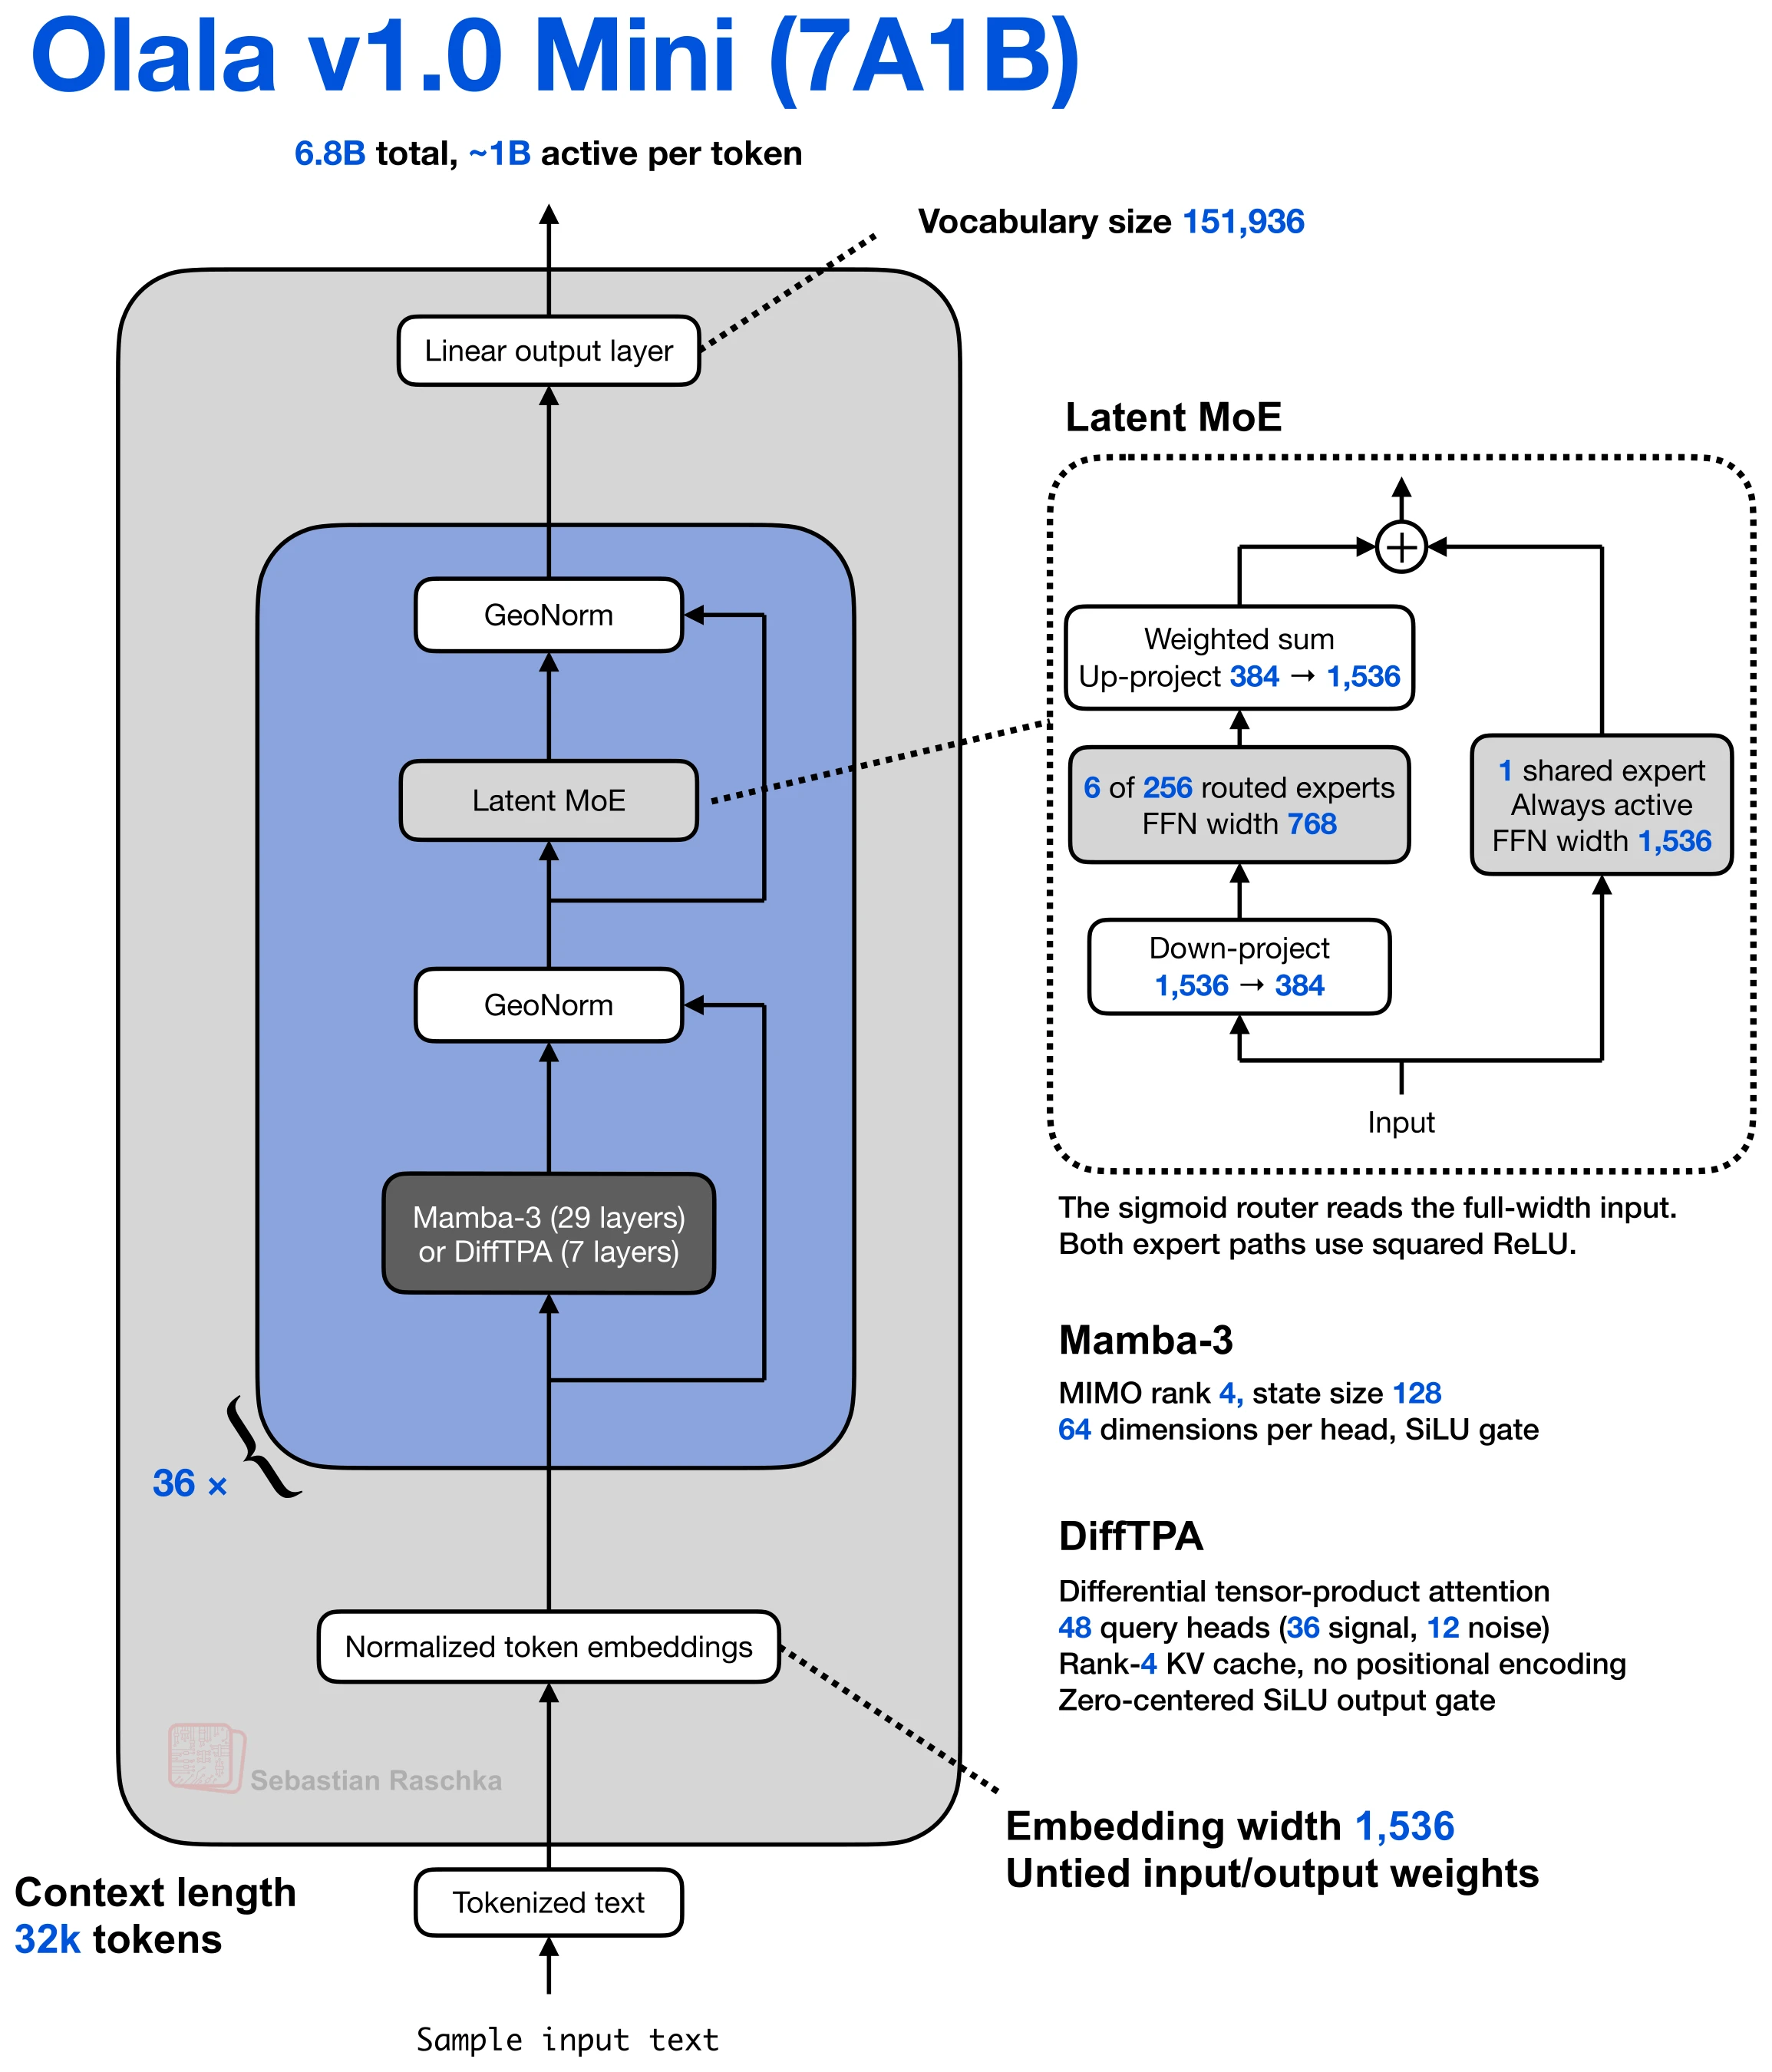 Olala v1.0 Mini (7A1B)
6.8B total, ~1B active per token
Vocabulary size 151,936
Linear output layer
Latent MoE
GeoNorm
Weighted sum
Up-project 384 → 1,536
6 of 256 routed experts
FFN width 768
1 shared expert
Always active
FFN width 1,536
Latent MoE
Down-project
1,536 → 384
GeoNorm
Input
Mamba-3 (29 layers)
or DiffTPA (7 layers)
The sigmoid router reads the full-width input.
Both expert paths use squared ReLU.
Mamba-3
MIMO rank 4, state size 128
64 dimensions per head, SiLU gate
36 ×
DiffTPA
Differential tensor-product attention
48 query heads (36 signal, 12 noise)
Rank-4 KV cache, no positional encoding
Zero-centered SiLU output gate
Normalized token embeddings
Sebastian Raschka
Embedding width 1,536
Untied input/output weights
Context length
32k tokens
Tokenized text
Sample input text